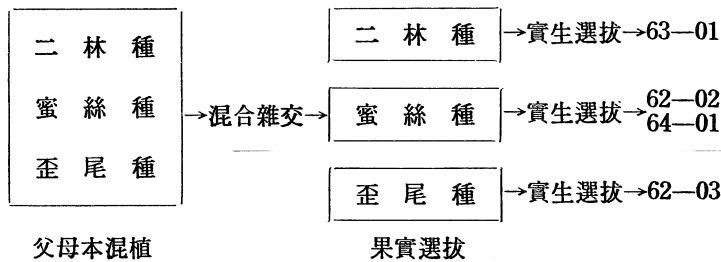 二林種
蜜絲種
歪尾種
→混合雜交→
二林種→實生選拔→63—01
蜜絲種→實生選拔→62—02
64—01
歪尾種→實生選拔→62—03
父母本混植
果實選拔